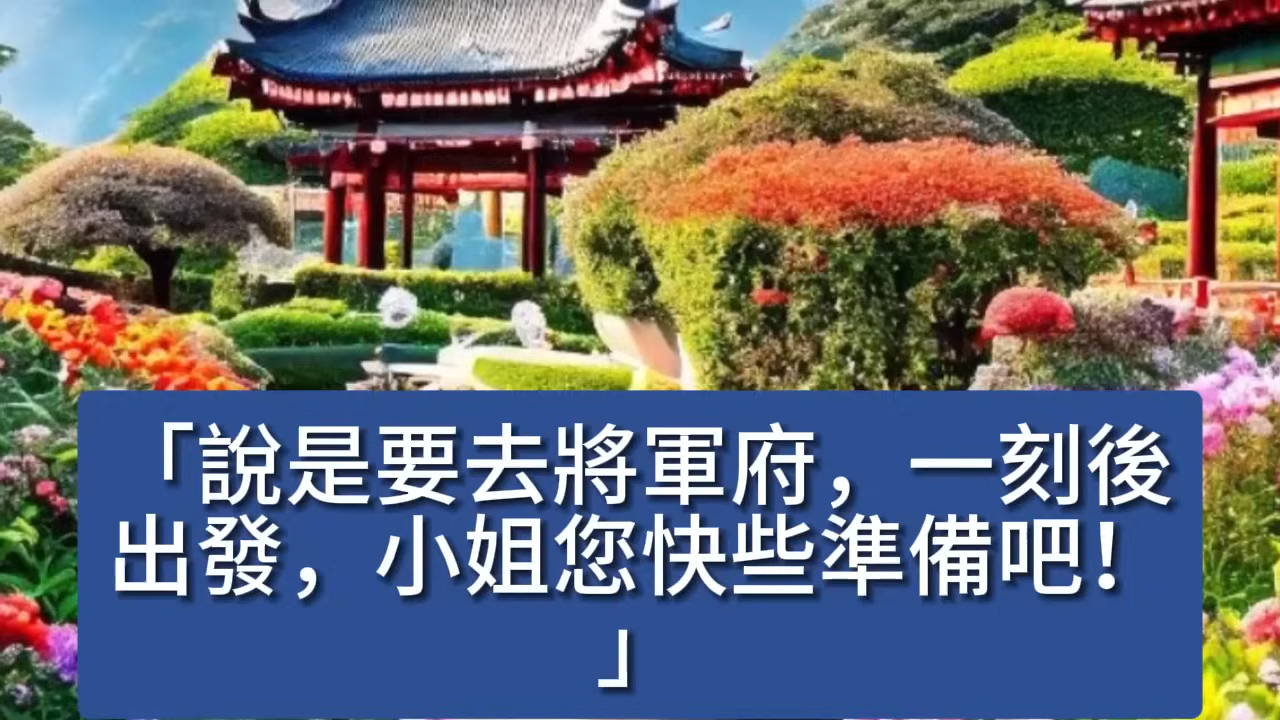 「說是要去將軍府，一刻後
出發，小姐您快些準備吧！
」